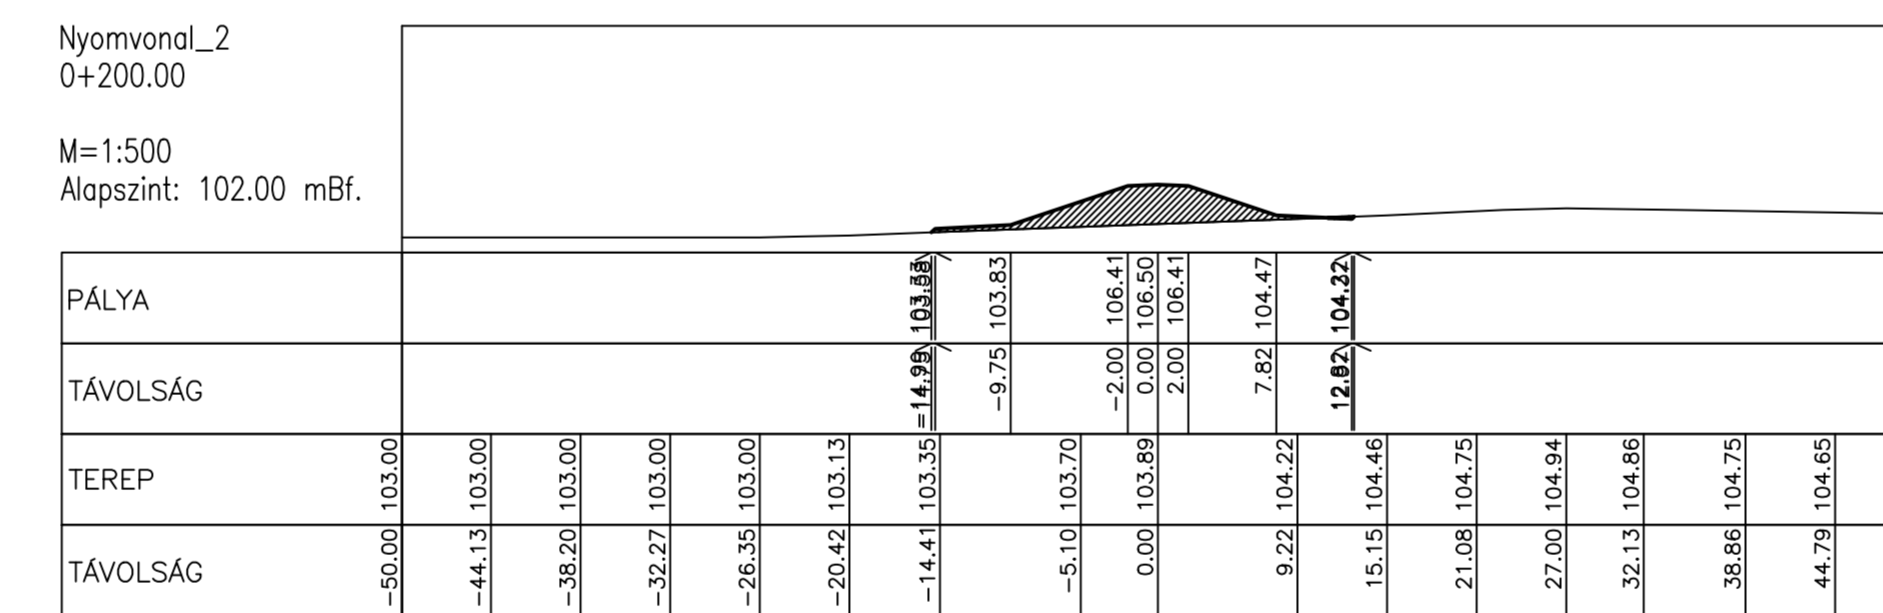 Nyomvonal_2
0+200.00
M=1:500
Alapszint: 102.00 mBf.
PÁLYA 103.83 106.41 106.50 106.41 104.47
TÁVOLSÁG -9.75 -2.00 0.00 2.00 7.82
TEREP 103.00 103.00 103.00 103.00 103.00 103.13 103.35 103.70 103.89 104.22 104.46 104.75 104.94 104.86 104.75 104.65
TÁVOLSÁG -50.00 -44.13 -38.20 -32.27 -26.35 -20.42 -14.41 -5.10 0.00 9.22 15.15 21.08 27.00 32.13 38.86 44.79